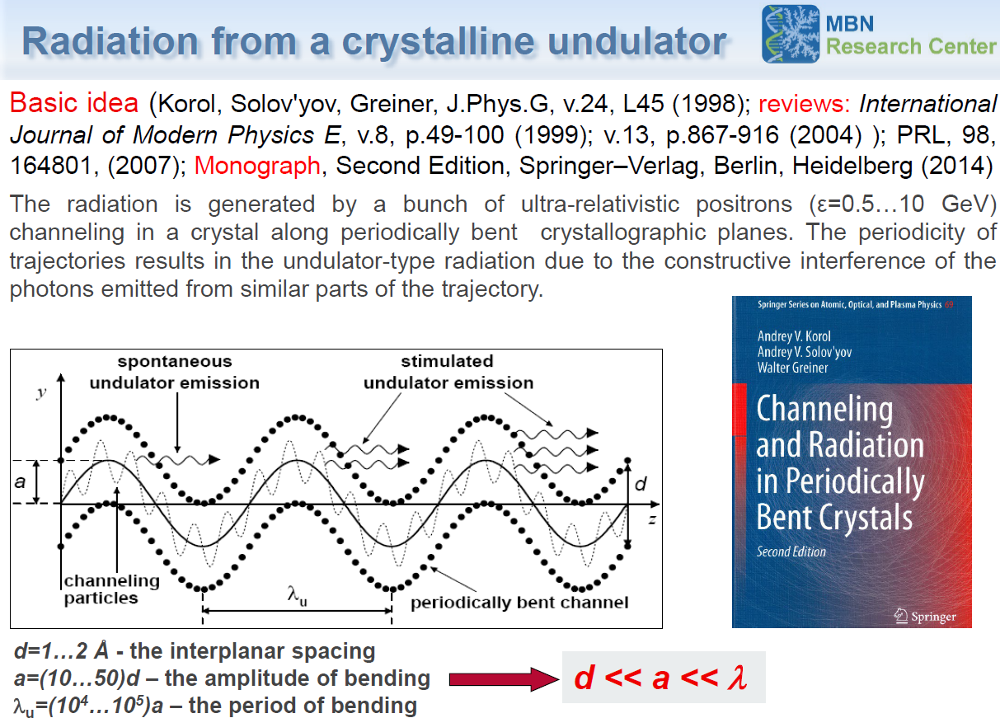 Radiation from a crystalline undulator
MBN
Research Center
Basic idea (Korol, Solov'yov, Greiner, J.Phys.G, v.24, L45 (1998); reviews: International
Journal of Modern Physics E, v.8, p.49-100 (1999); v.13, p.867-916 (2004) ); PRL, 98,
164801, (2007); Monograph, Second Edition, Springer–Verlag, Berlin, Heidelberg (2014)
The radiation is generated by a bunch of ultra-relativistic positrons (ε=0.5…10 GeV)
channeling in a crystal along periodically bent crystallographic planes. The periodicity of
trajectories results in the undulator-type radiation due to the constructive interference of the
photons emitted from similar parts of the trajectory.
spontaneous
undulator emission
stimulated
undulator emission
y
a
d
z
channeling
particles
λu
periodically bent channel
Springer Series on Atomic, Optical, and Plasma Physics 69
Andrey V. Korol
Andrey V. Solov'yov
Walter Greiner
Channeling
and Radiation
in Periodically
Bent Crystals
Second Edition
Springer
d=1…2 Å - the interplanar spacing
a=(10…50)d – the amplitude of bending
λu=(10⁴…10⁵)a – the period of bending
d << a << λ